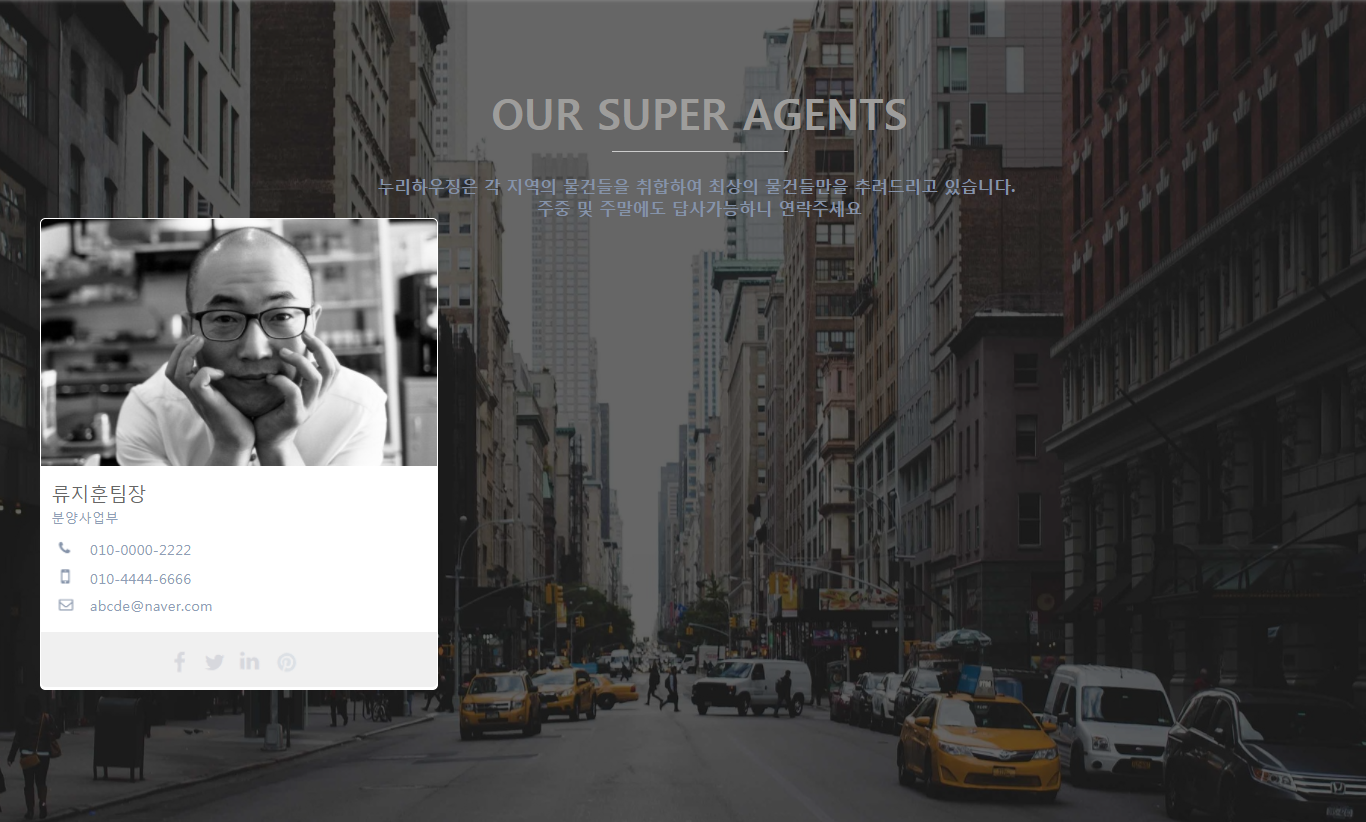 OUR SUPER AGENTS
누리하우징은 각 지역의 물건들을 취합하여 최상의 물건들만을 추려드리고 있습니다.
주중 및 주말에도 답사가능하니 연락주세요
류지훈팀장
분양사업부
010-0000-2222
010-4444-6666
abcde@naver.com